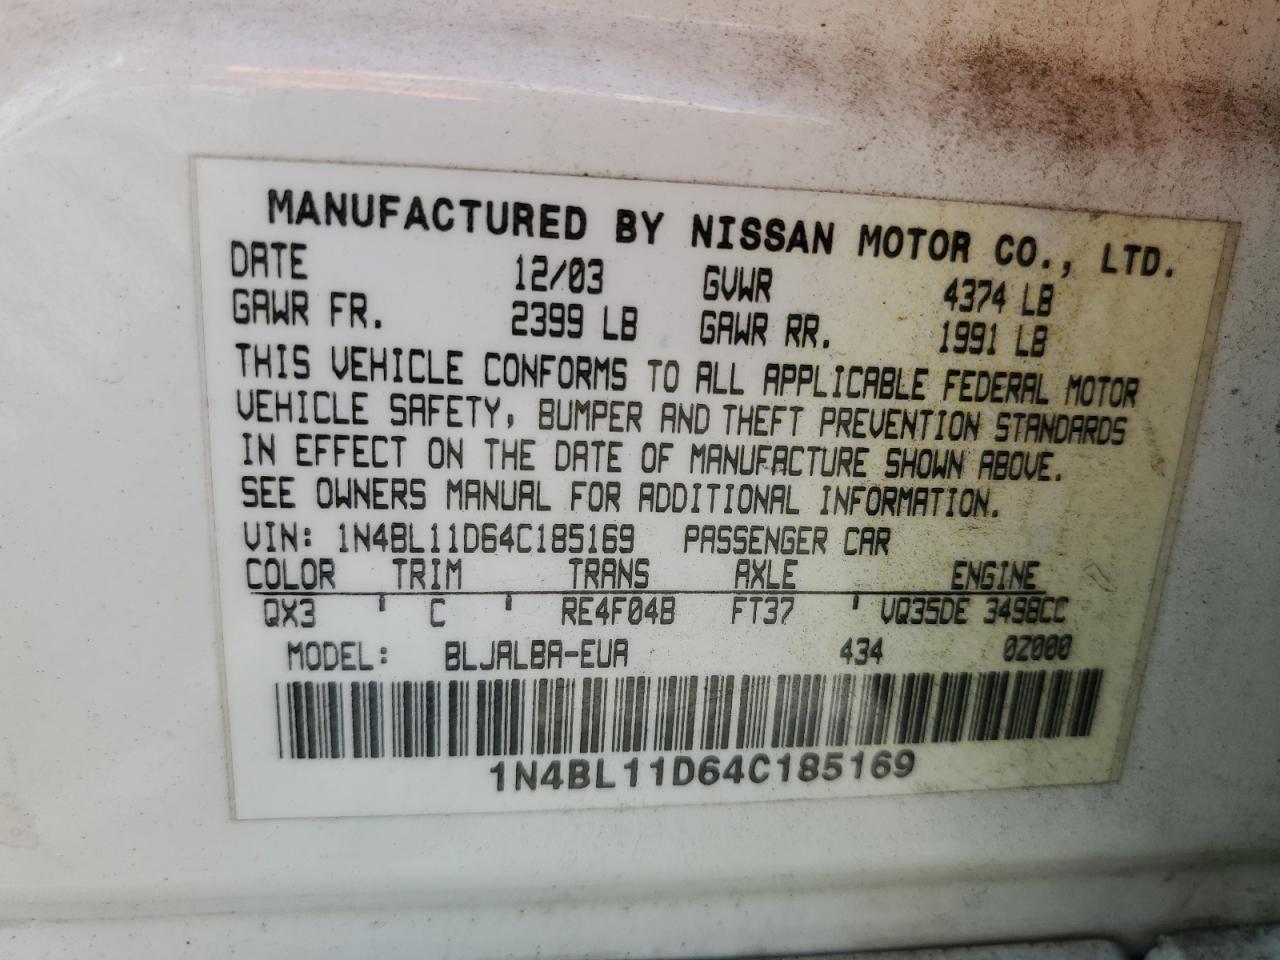 MANUFACTURED BY NISSAN MOTOR CO., LTD.
DATE 12/03 GVWR 4374 LB
GAWR FR. 2399 LB GAWR RR. 1991 LB
THIS VEHICLE CONFORMS TO ALL APPLICABLE FEDERAL MOTOR
VEHICLE SAFETY, BUMPER AND THEFT PREVENTION STANDARDS
IN EFFECT ON THE DATE OF MANUFACTURE SHOWN ABOVE.
SEE OWNERS MANUAL FOR ADDITIONAL INFORMATION.
VIN: 1N4BL11D64C185169 PASSENGER CAR
COLOR TRIM TRANS AXLE ENGINE
QX3 ' C ' RE4F04B FT37 ' VQ35DE 3498CC
MODEL: BLJALBA-EUA 434 0Z000
1N4BL11D64C185169